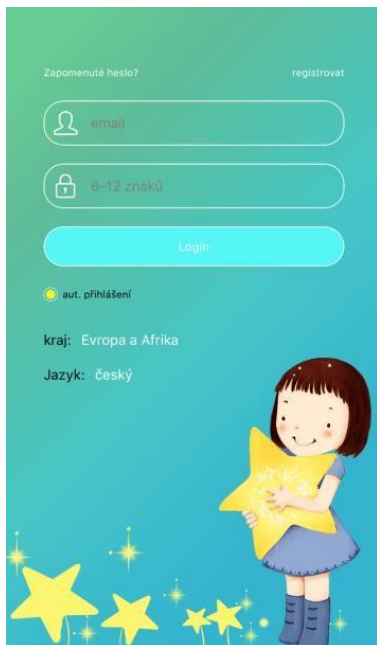 Zapomenuté heslo? registrovat
email
6-12 znaků
Login
aut. přihlášení
kraj: Evropa a Afrika
Jazyk: český